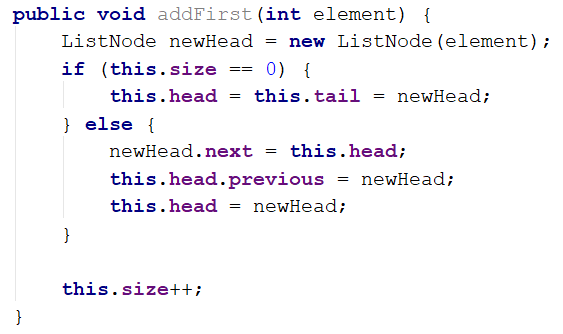 public void addFirst(int element) {
    ListNode newHead = new ListNode(element);
    if (this.size == 0) {
        this.head = this.tail = newHead;
    } else {
        newHead.next = this.head;
        this.head.previous = newHead;
        this.head = newHead;
    }

    this.size++;
}